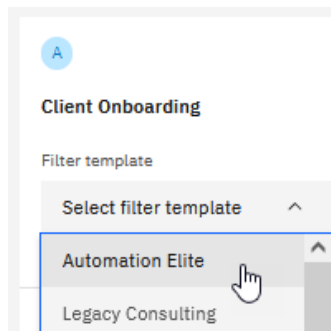 A
Client Onboarding
Filter template
Select filter template
Automation Elite
Legacy Consulting